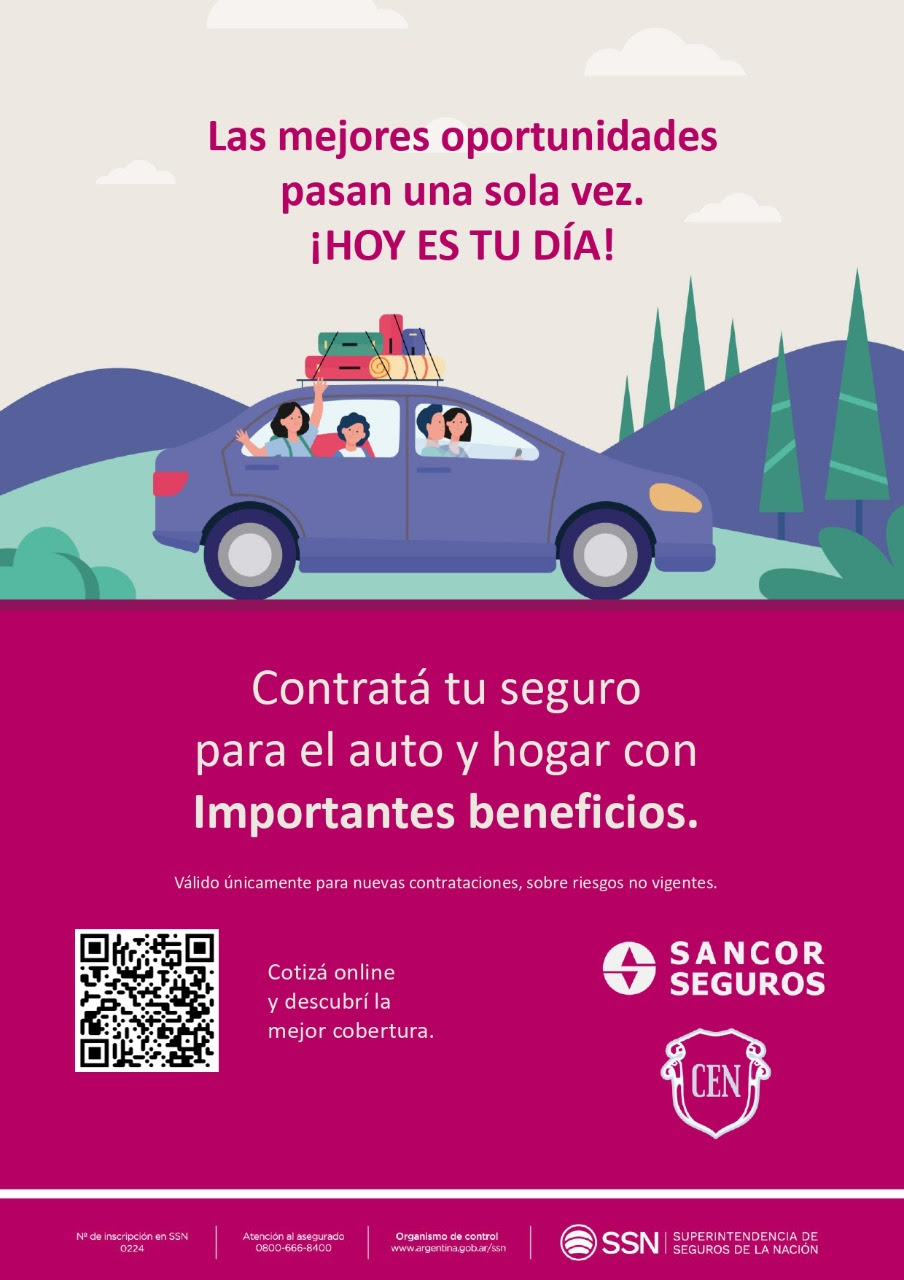 Las mejores oportunidades
pasan una sola vez.
¡HOY ES TU DÍA!
Contratá tu seguro
para el auto y hogar con
Importantes beneficios.
Válido únicamente para nuevas contrataciones, sobre riesgos no vigentes.
Cotizá online
y descubrí la
mejor cobertura.
SANCOR
SEGUROS
CEN
Nº de inscripción en SSN
0224
Atención al asegurado
0800-666-8400
Organismo de control
www.argentina.gob.ar/ssn
SSN
SUPERINTENDENCIA DE
SEGUROS DE LA NACIÓN